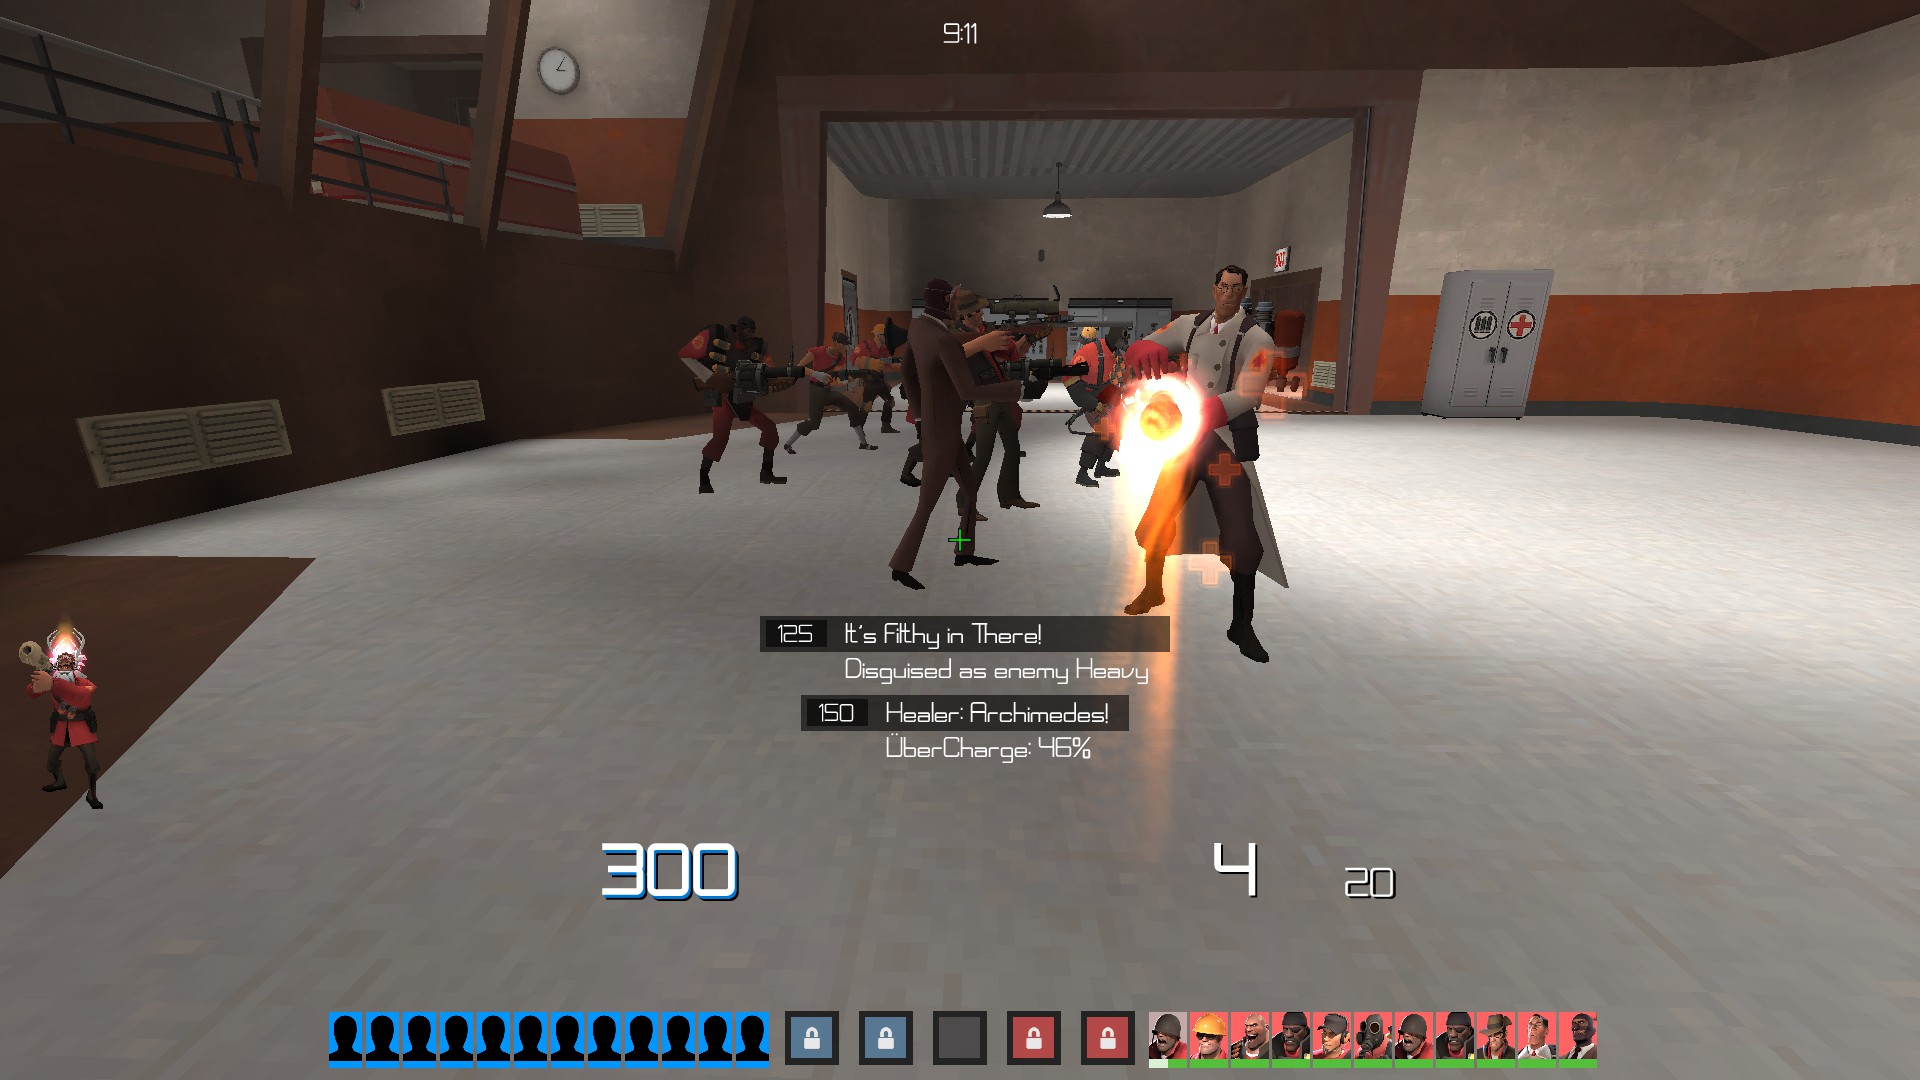 9:11
125 It's Filthy in There!
Disguised as enemy Heavy
150 Healer: Archimedes!
ÜberCharge: 46%
300
4 20